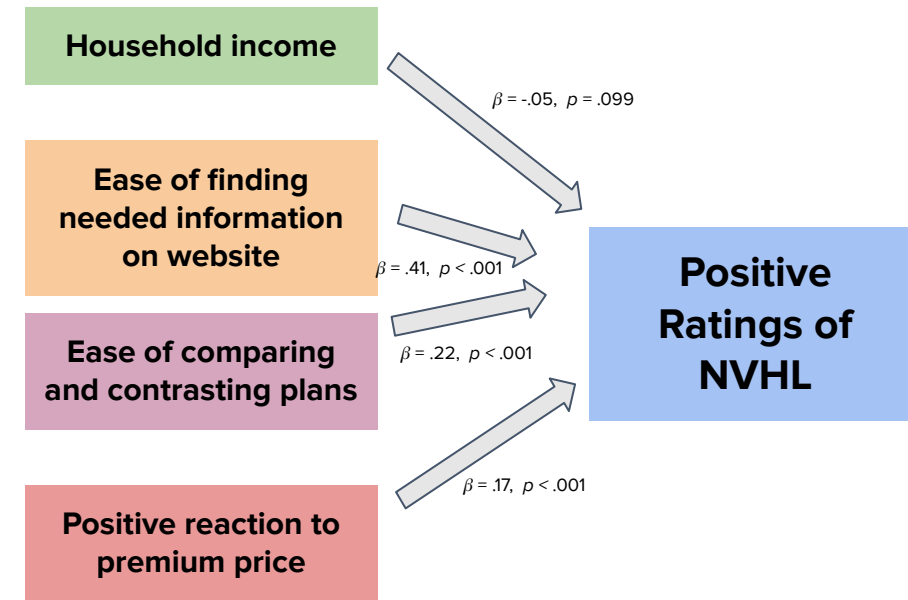 Household income
β = -.05, p = .099
Ease of finding
needed information
on website
β = .41, p < .001
Ease of comparing
and contrasting plans
β = .22, p < .001
Positive reaction to
premium price
β = .17, p < .001
Positive
Ratings of
NVHL